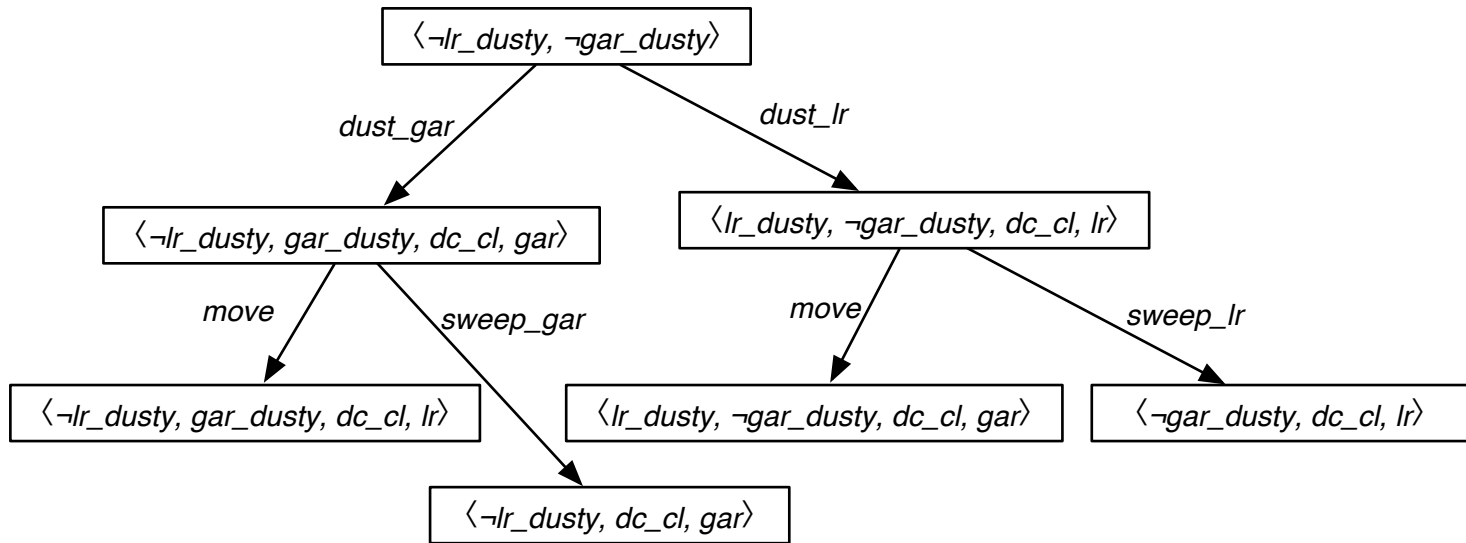 〈¬lr_dusty, ¬gar_dusty〉
dust_gar
dust_lr
〈¬lr_dusty, gar_dusty, dc_cl, gar〉
〈lr_dusty, ¬gar_dusty, dc_cl, lr〉
move
sweep_gar
move
sweep_lr
〈¬lr_dusty, gar_dusty, dc_cl, lr〉
〈lr_dusty, ¬gar_dusty, dc_cl, gar〉
〈¬gar_dusty, dc_cl, lr〉
〈¬lr_dusty, dc_cl, gar〉